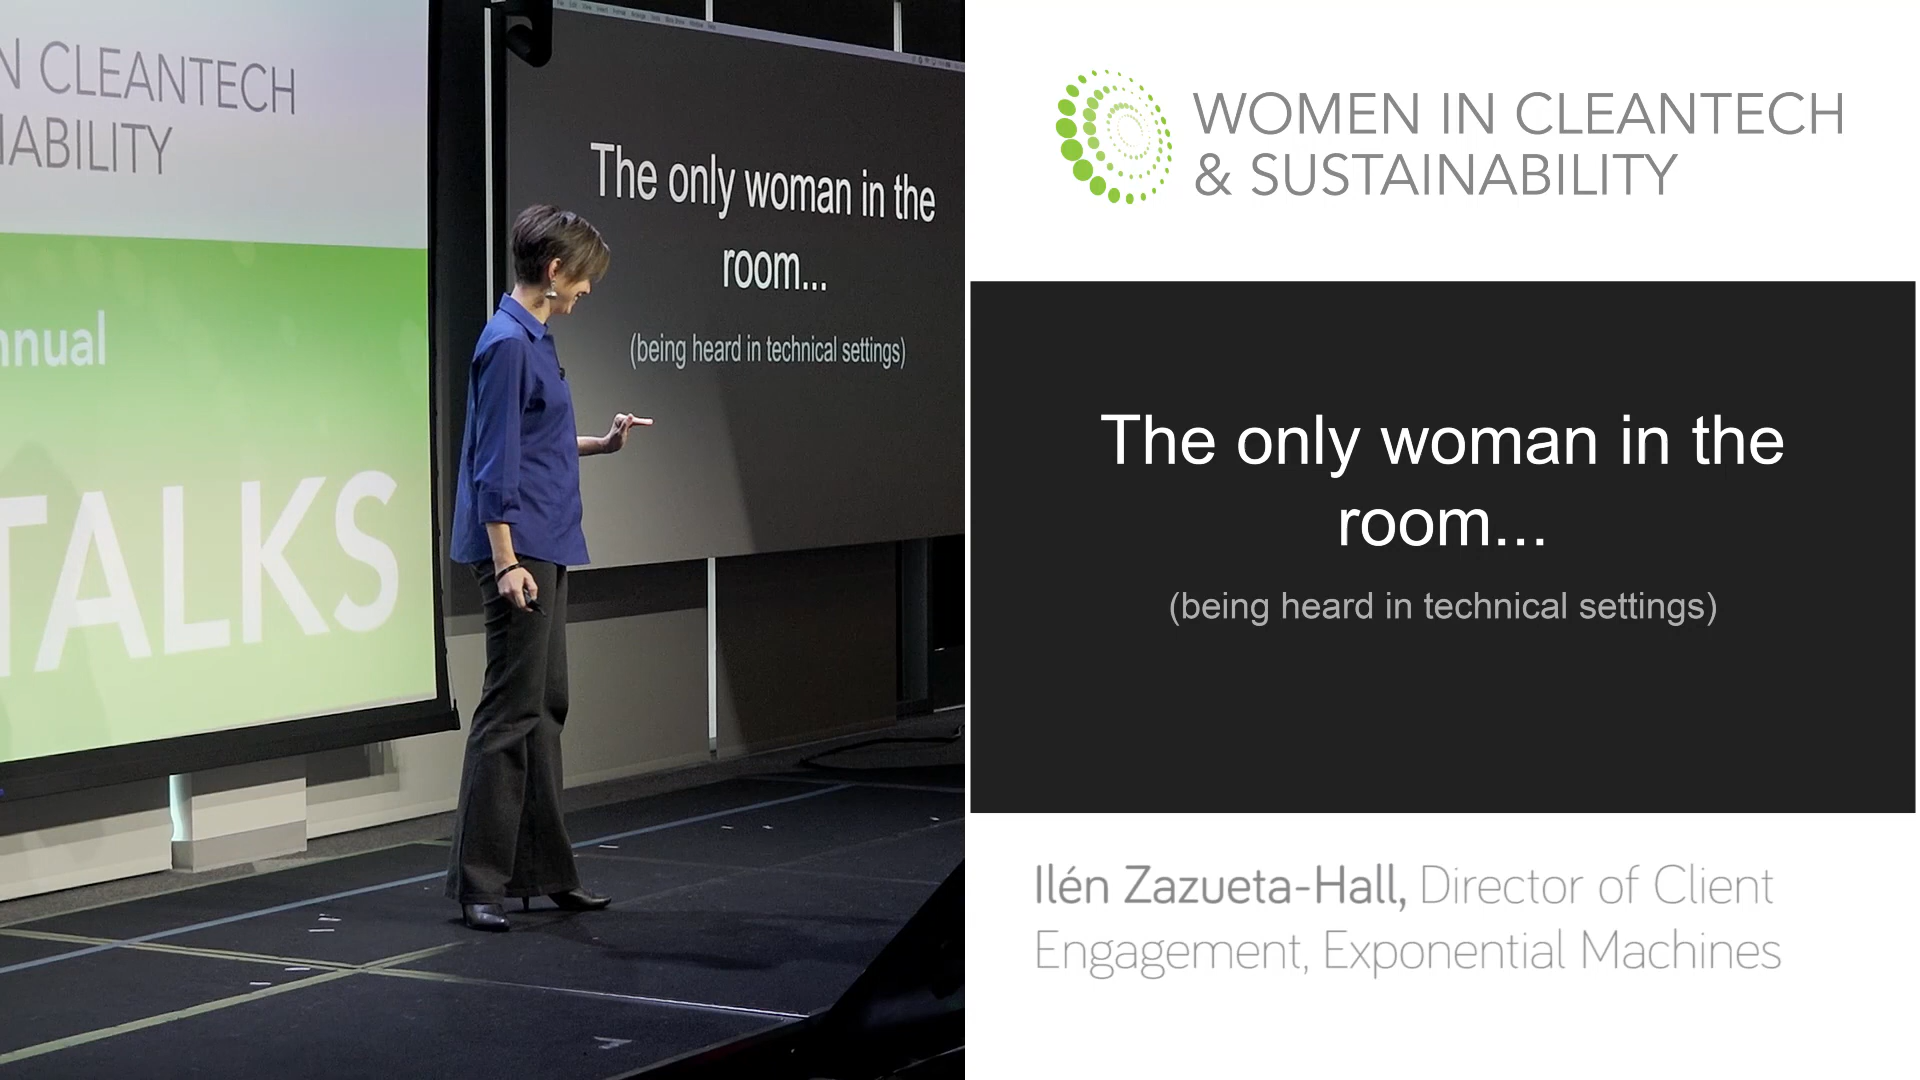 N CLEANTECH
IABILITY
nnual
TALKS
The only woman in the
room...
(being heard in technical settings)
WOMEN IN CLEANTECH
& SUSTAINABILITY
The only woman in the
room...
(being heard in technical settings)
Ilén Zazueta-Hall, Director of Client
Engagement, Exponential Machines